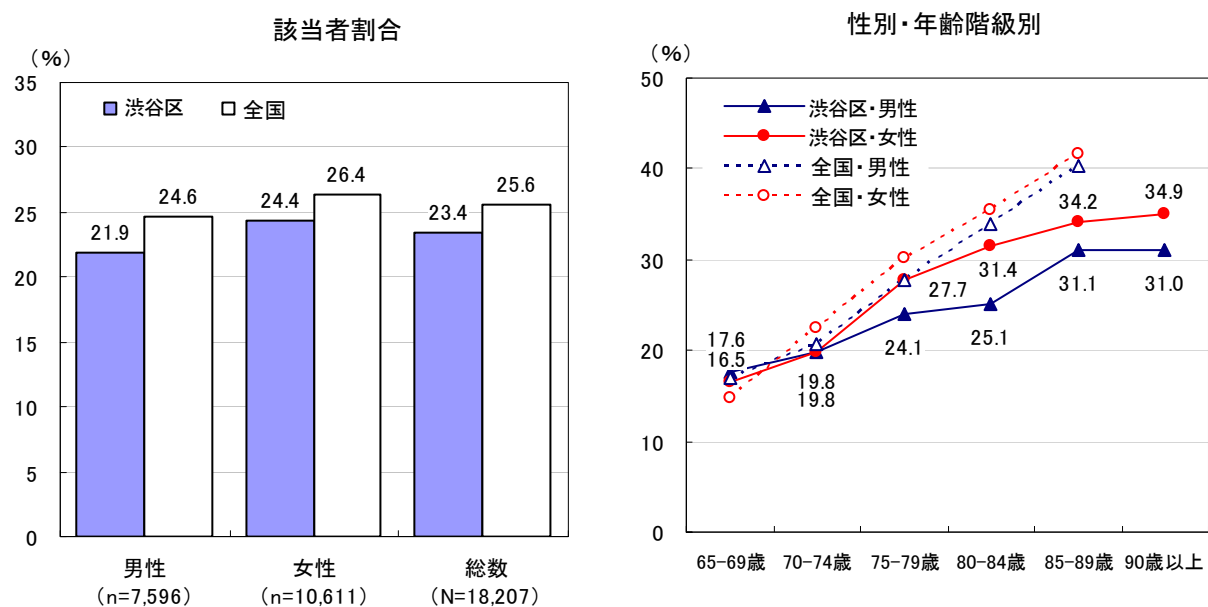 該当者割合
（%）
35
30
25
20
15
10
5
0
渋谷区
全国
21.9
24.6
24.4
26.4
23.4
25.6
男性
（n=7,596）
女性
（n=10,611）
総数
（N=18,207）
性別・年齢階級別
（%）
50
40
30
20
10
0
渋谷区・男性
渋谷区・女性
全国・男性
全国・女性
17.6
16.5
19.8
19.8
24.1
27.7
25.1
31.4
34.2
31.1
34.9
31.0
65-69歳
70-74歳
75-79歳
80-84歳
85-89歳
90歳以上